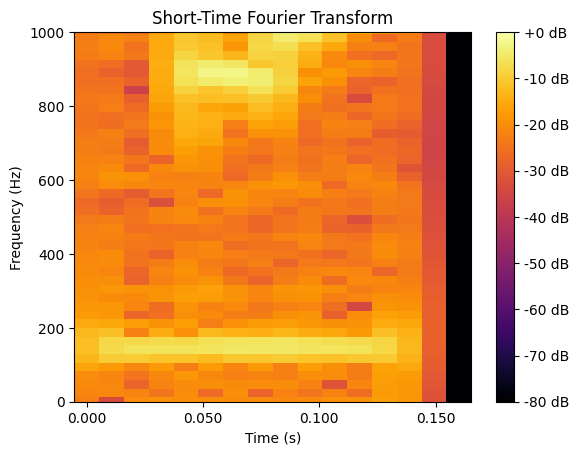 Short-Time Fourier Transform
1000
800
600
400
200
0
Frequency (Hz)
0.000
0.050
0.100
0.150
Time (s)
+0 dB
-10 dB
-20 dB
-30 dB
-40 dB
-50 dB
-60 dB
-70 dB
-80 dB